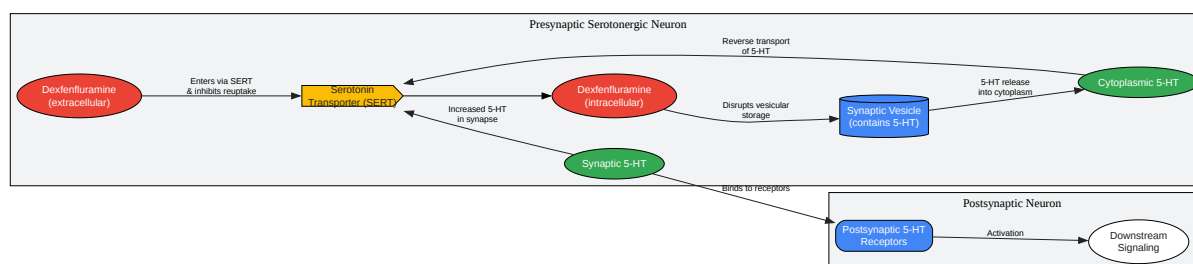 Presynaptic Serotonergic Neuron
Dexfenfluramine
(extracellular)
Enters via SERT
& inhibits reuptake
Serotonin
Transporter (SERT)
Reverse transport
of 5-HT
Increased 5-HT
in synapse
Dexfenfluramine
(intracellular)
Disrupts vesicular
storage
Synaptic Vesicle
(contains 5-HT)
5-HT release
into cytoplasm
Cytoplasmic 5-HT
Synaptic 5-HT
Binds to receptors
Postsynaptic Neuron
Postsynaptic 5-HT
Receptors
Activation
Downstream
Signaling